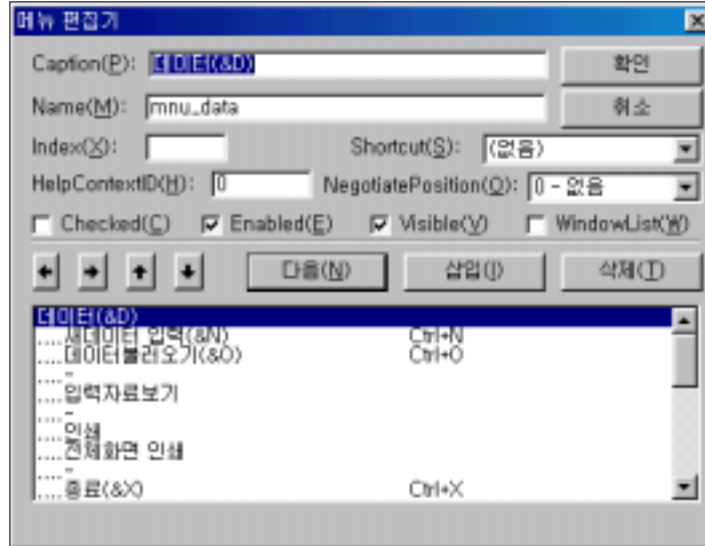 메뉴 편집기
Caption(P): 데이터(&D) 확인
Name(M): mnu_data 취소
Index(X): Shortcut(S): (없음)
HelpContextID(H): 0 NegotiatePosition(O): 0 - 없음
Checked(C) Enabled(E) Visible(V) WindowList(W)
다음(N) 삽입(I) 삭제(T)
데이터(&D)
....새데이터 입력(&N) Ctrl+N
....데이터불러오기(&O) Ctrl+O
....-
....입력자료보기
....-
....인쇄
....전체화면 인쇄
....-
....종료(&X) Ctrl+X